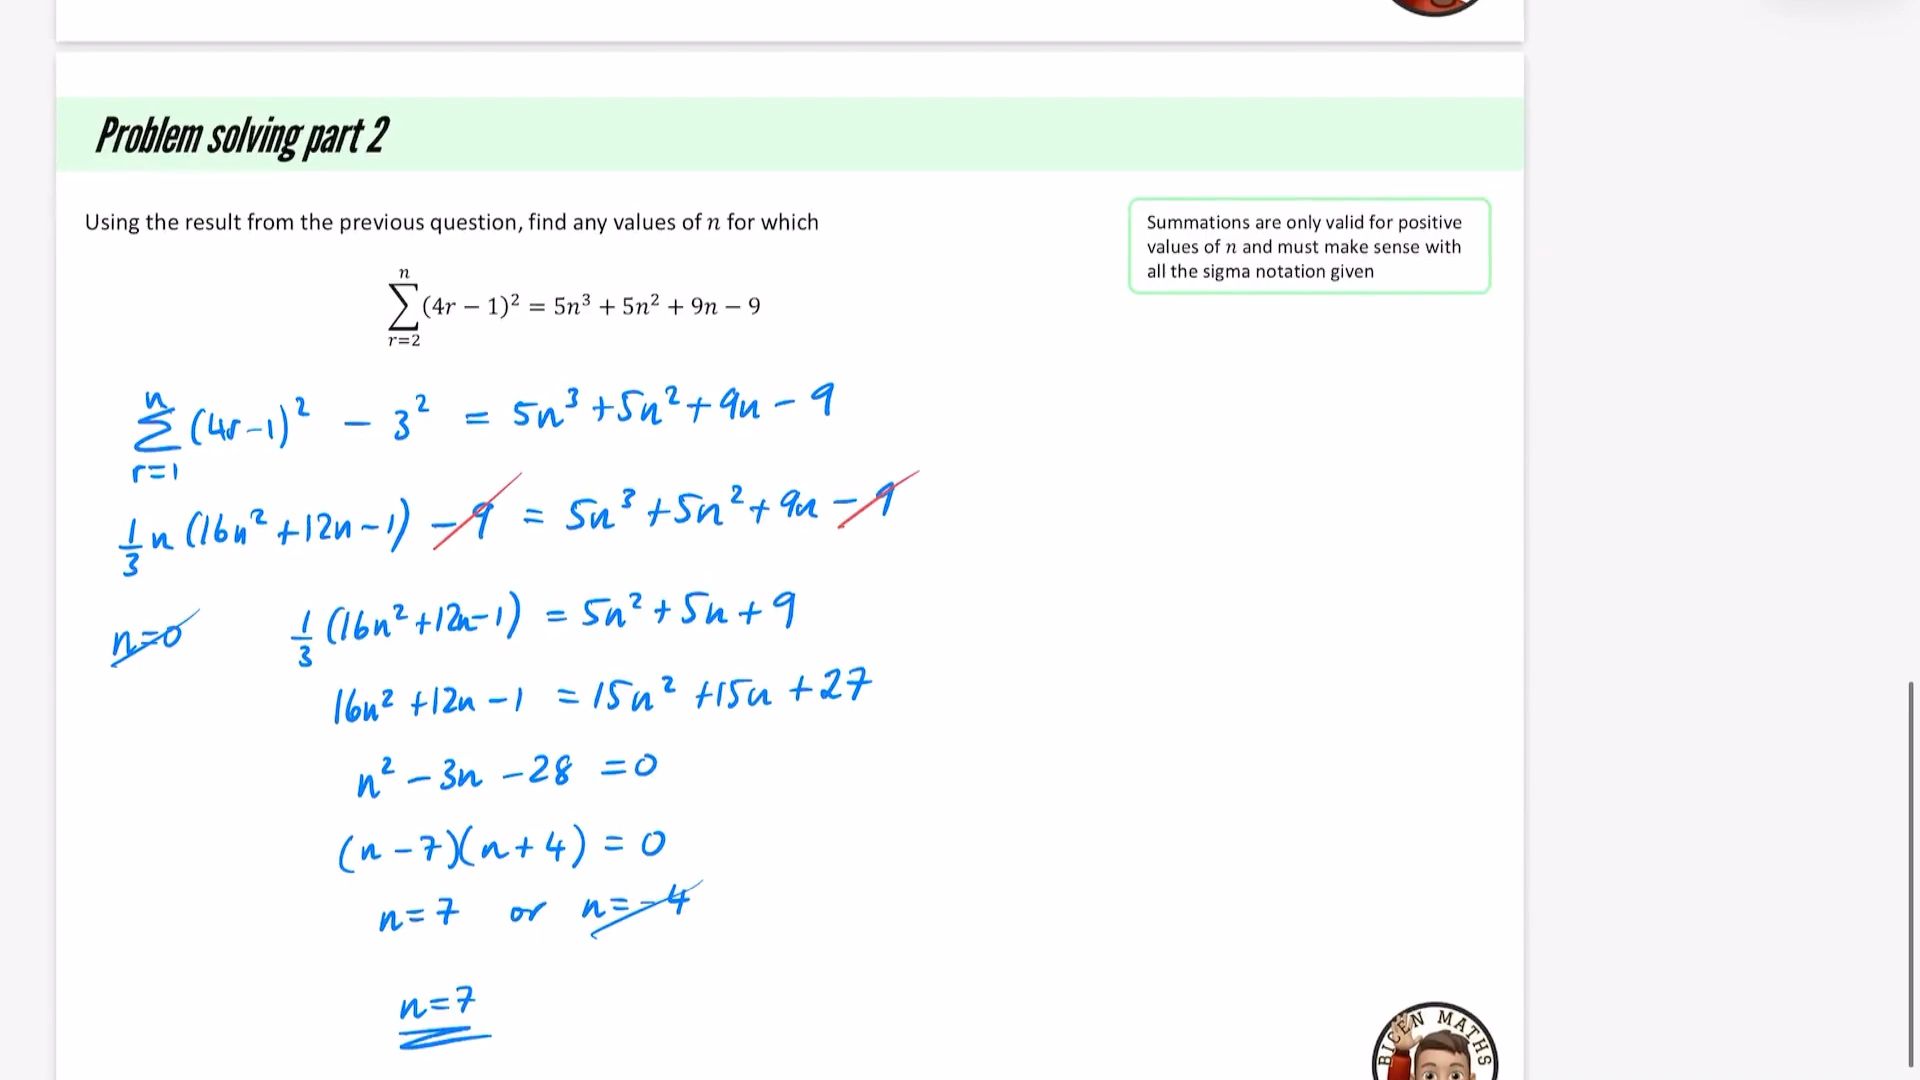 Problem solving part 2
Using the result from the previous question, find any values of n for which
Summations are only valid for positive
values of n and must make sense with
all the sigma notation given
n
∑(4r − 1)² = 5n³ + 5n² + 9n − 9
r=2
n
∑(4r−1)² − 3² = 5n³ + 5n² + 9n − 9
r=1
1/3 n (16n² + 12n − 1) − 9 = 5n³ + 5n² + 9n − 9
n=0
1/3 (16n² + 12n − 1) = 5n² + 5n + 9
16n² + 12n − 1 = 15n² + 15n + 27
n² − 3n − 28 = 0
(n − 7)(n + 4) = 0
n = 7 or n = −4
n = 7
BICEN MATHS